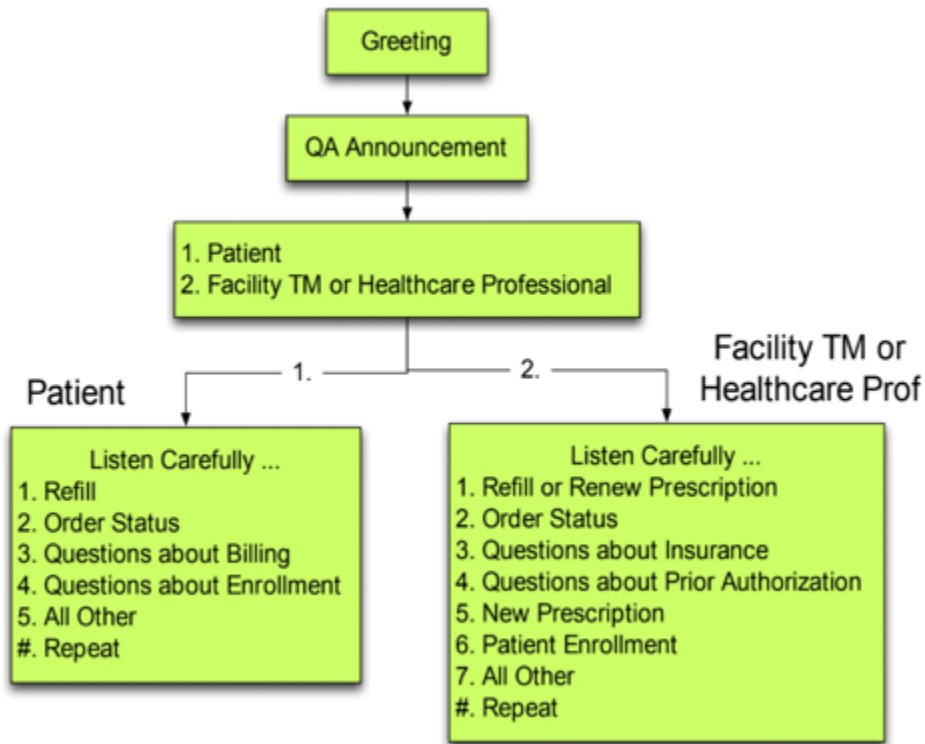 Greeting
QA Announcement
1. Patient
2. Facility TM or Healthcare Professional
1.
2.
Patient
Facility TM or
Healthcare Prof
Listen Carefully ...
1. Refill
2. Order Status
3. Questions about Billing
4. Questions about Enrollment
5. All Other
#. Repeat
Listen Carefully ...
1. Refill or Renew Prescription
2. Order Status
3. Questions about Insurance
4. Questions about Prior Authorization
5. New Prescription
6. Patient Enrollment
7. All Other
#. Repeat